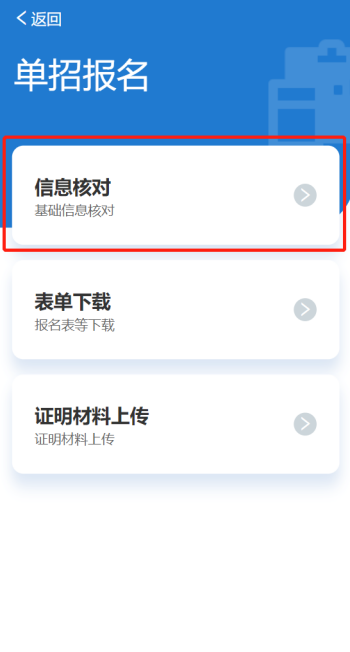 返回
单招报名
信息核对
基础信息核对
表单下载
报名表等下载
证明材料上传
证明材料上传